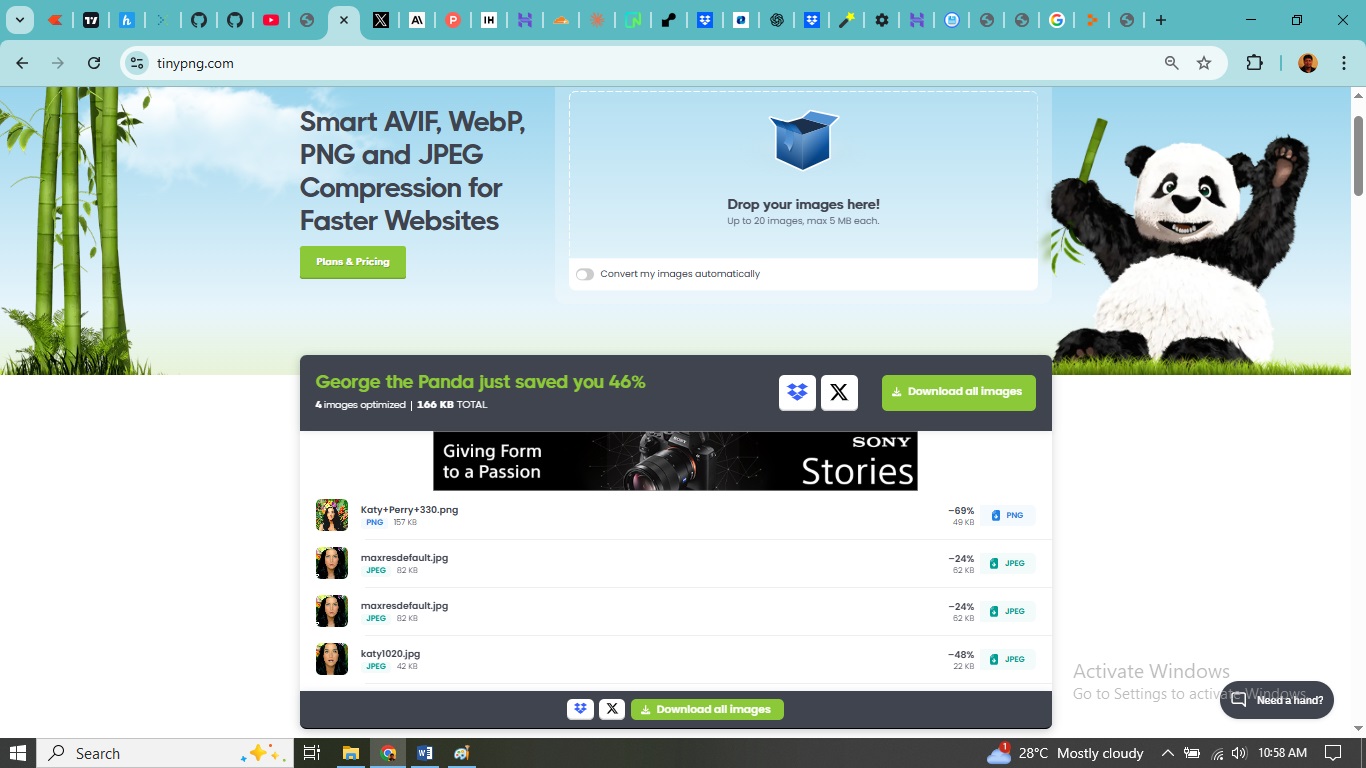 tinypng.com
Smart AVIF, WebP,
PNG and JPEG
Compression for
Faster Websites
Plans & Pricing
Drop your images here!
Up to 20 images, max 5 MB each.
Convert my images automatically
George the Panda just saved you 46%
4 images optimized | 166 KB TOTAL
Download all images
Giving Form
to a Passion
SONY
Stories
Katy+Perry+330.png
PNG 157 KB
−69%
49 KB
PNG
maxresdefault.jpg
JPEG 82 KB
−24%
62 KB
JPEG
maxresdefault.jpg
JPEG 82 KB
−24%
62 KB
JPEG
katy1020.jpg
JPEG 42 KB
−48%
22 KB
JPEG
Download all images
Activate Windows
Go to Settings to activate Windows.
Need a hand?
Search
1
28°C Mostly cloudy
10:58 AM